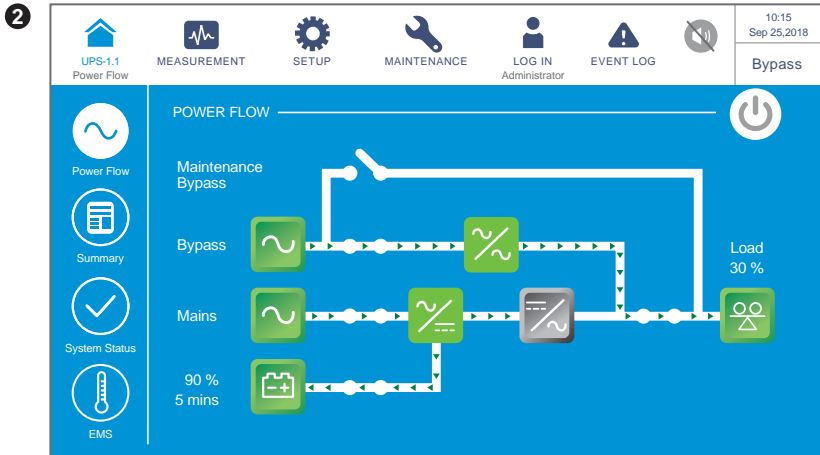 2
UPS-1.1
Power Flow
MEASUREMENT
SETUP
MAINTENANCE
LOG IN
Administrator
EVENT LOG
10:15
Sep 25,2018
Bypass
POWER FLOW
Power Flow
Summary
System Status
EMS
Maintenance
Bypass
Bypass
Mains
90 %
5 mins
Load
30 %